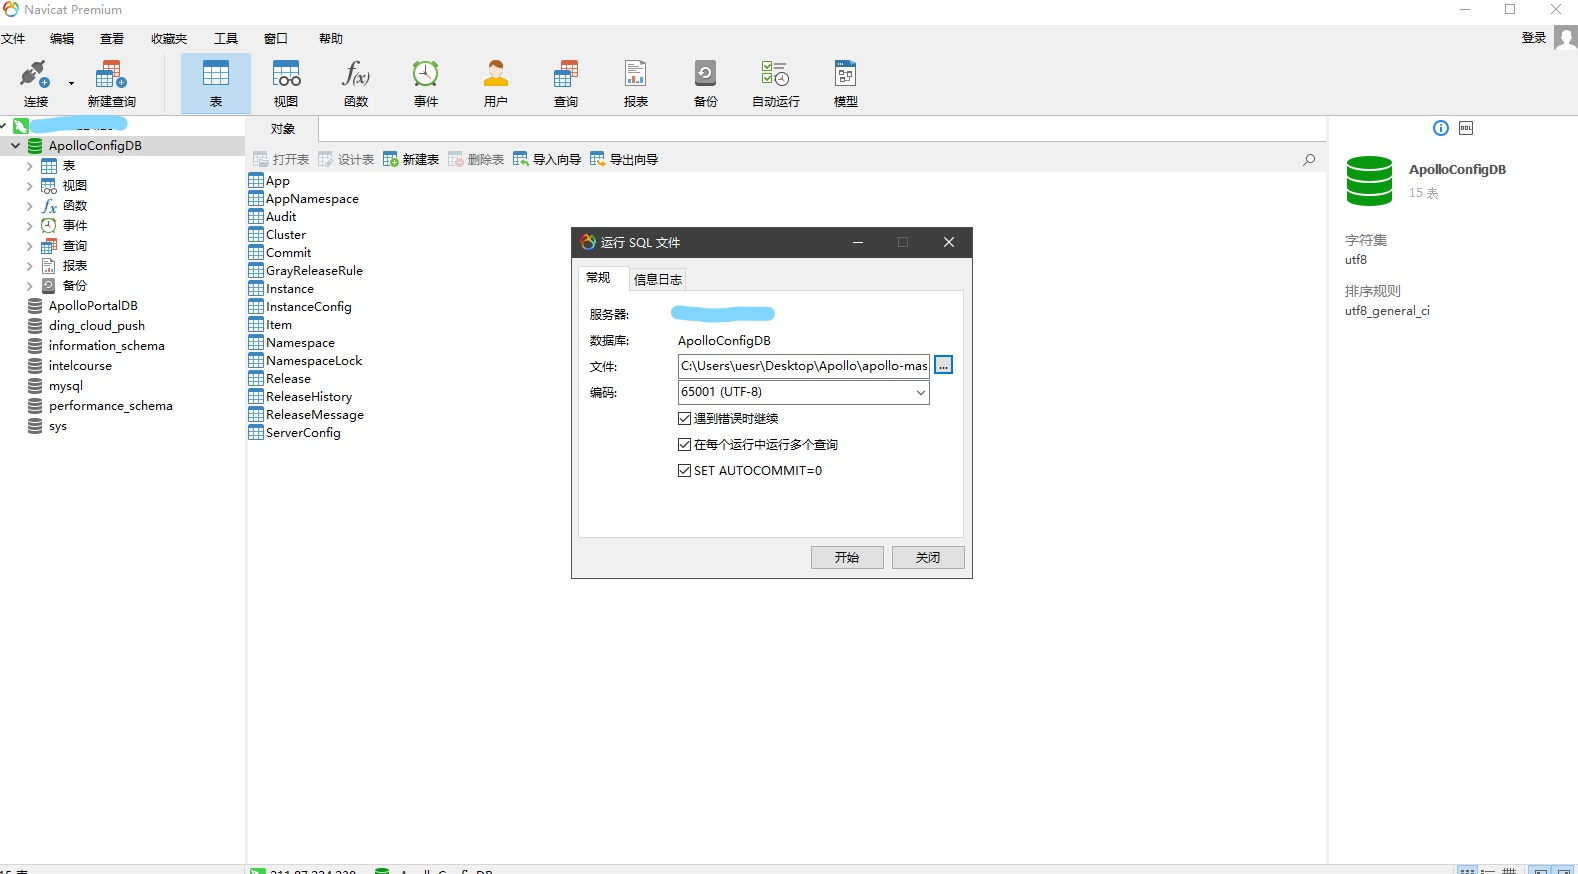 Navicat Premium
文件 编辑 查看 收藏夹 工具 窗口 帮助 登录
连接 新建查询 表 视图 函数 事件 用户 查询 报表 备份 自动运行 模型
对象
ApolloConfigDB
表
视图
函数
事件
查询
报表
备份
ApolloPortalDB
ding_cloud_push
information_schema
intelcourse
mysql
performance_schema
sys
打开表 设计表 新建表 删除表 导入向导 导出向导
App
AppNamespace
Audit
Cluster
Commit
GrayReleaseRule
Instance
InstanceConfig
Item
Namespace
NamespaceLock
Release
ReleaseHistory
ReleaseMessage
ServerConfig
运行 SQL 文件
常规 信息日志
服务器:
数据库: ApolloConfigDB
文件: C:\Users\uesr\Desktop\Apollo\apollo-mas ...
编码: 65001 (UTF-8)
遇到错误时继续
在每个运行中运行多个查询
SET AUTOCOMMIT=0
开始 关闭
DDL
ApolloConfigDB
15 表
字符集
utf8
排序规则
utf8_general_ci